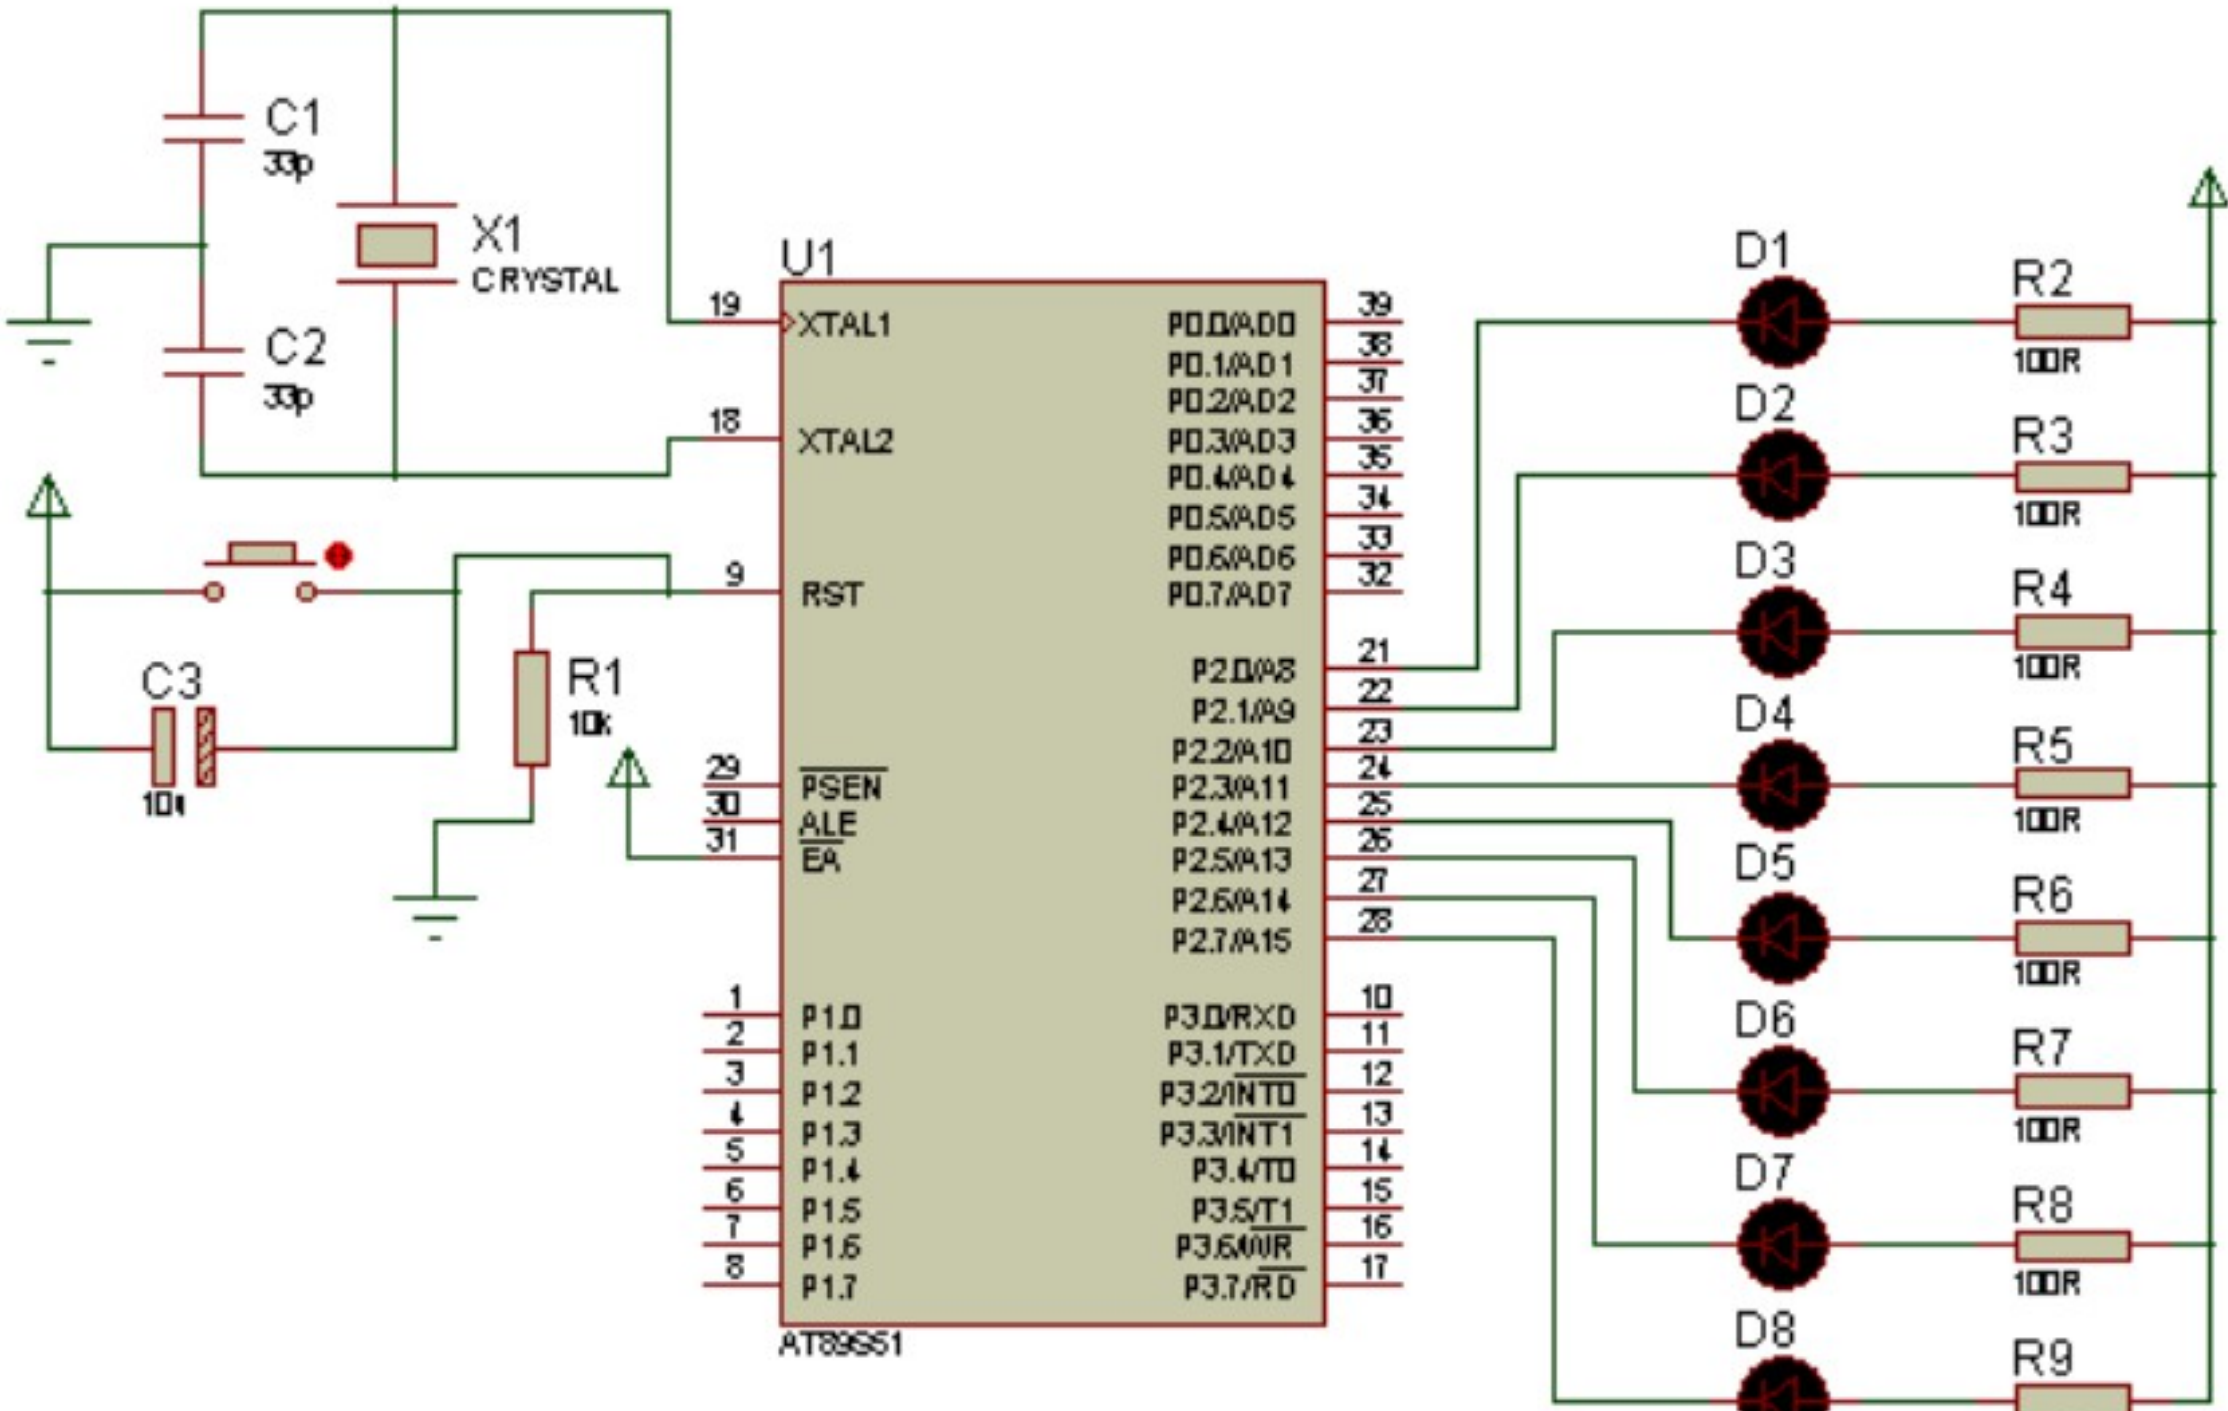 C1
33p
X1
CRYSTAL
C2
33p
C3
10u
R1
10k
U1
19 XTAL1
18 XTAL2
9 RST
29 PSEN
30 ALE
31 EA
1 P1.0
2 P1.1
3 P1.2
4 P1.3
5 P1.4
6 P1.5
7 P1.6
8 P1.7
P0.0/AD0 39
P0.1/AD1 38
P0.2/AD2 37
P0.3/AD3 36
P0.4/AD4 35
P0.5/AD5 34
P0.6/AD6 33
P0.7/AD7 32
P2.0/A8 21
P2.1/A9 22
P2.2/A10 23
P2.3/A11 24
P2.4/A12 25
P2.5/A13 26
P2.6/A14 27
P2.7/A15 28
P3.0/RXD 10
P3.1/TXD 11
P3.2/INT0 12
P3.3/INT1 13
P3.4/T0 14
P3.5/T1 15
P3.6/WR 16
P3.7/RD 17
AT89S51
D1
R2
100R
D2
R3
100R
D3
R4
100R
D4
R5
100R
D5
R6
100R
D6
R7
100R
D7
R8
100R
D8
R9